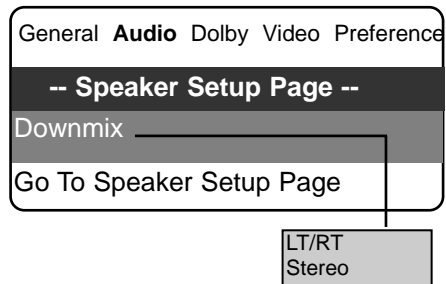 General Audio Dolby Video Preference
-- Speaker Setup Page --
Downmix
Go To Speaker Setup Page
LT/RT
Stereo